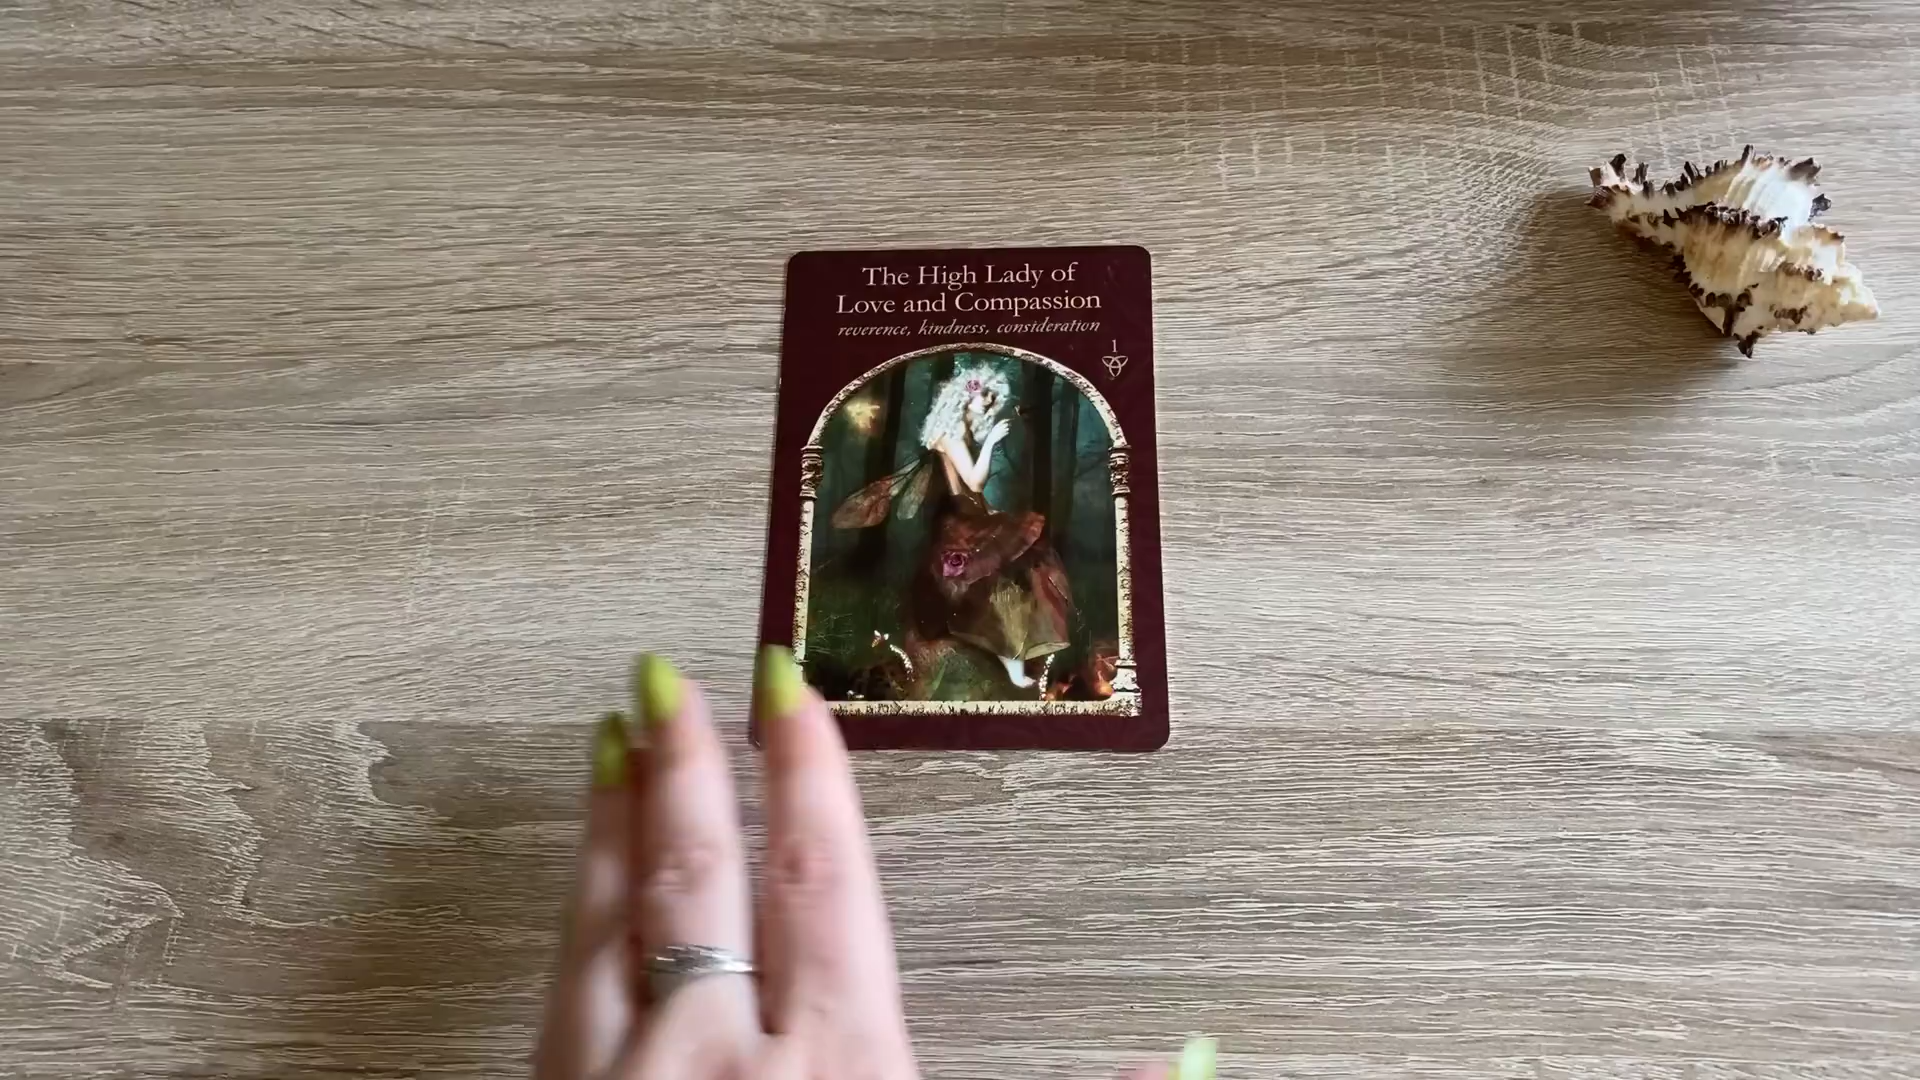 The High Lady of
Love and Compassion
reverence, kindness, consideration
1